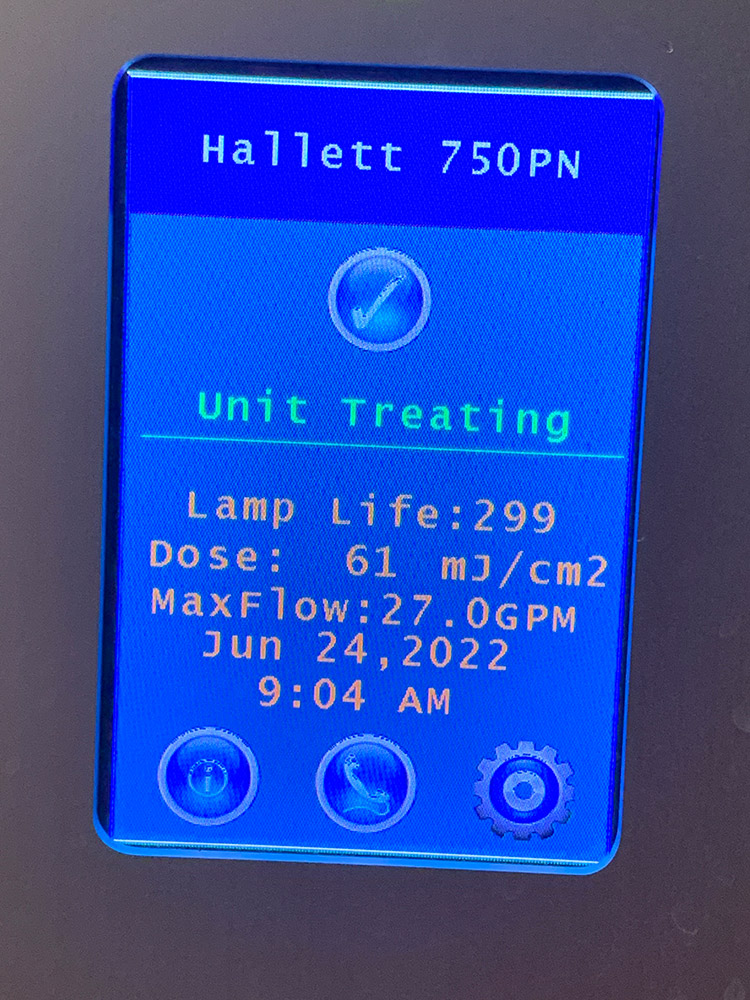 Hallett 750PN
Unit Treating
Lamp Life:299
Dose: 61 mJ/cm2
MaxFlow:27.0GPM
Jun 24,2022
9:04 AM